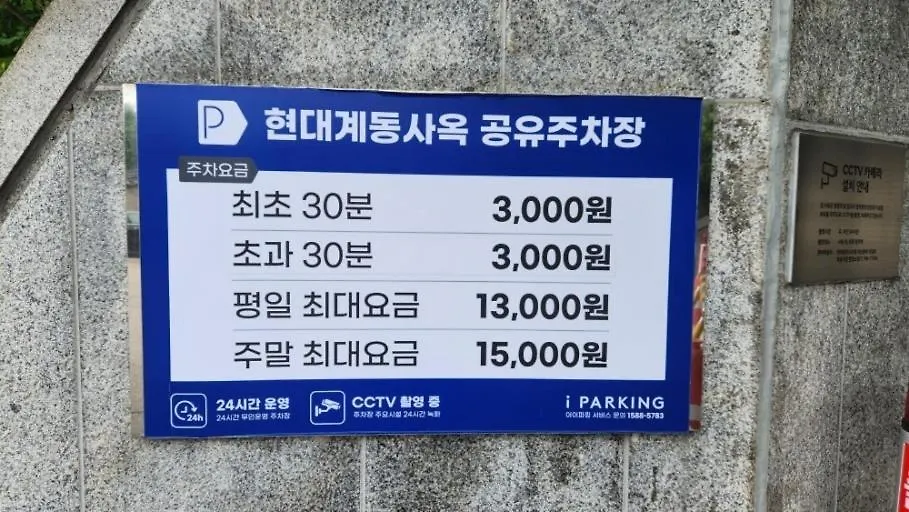 P 현대계동사옥 공유주차장
주차요금
최초 30분 3,000원
초과 30분 3,000원
평일 최대요금 13,000원
주말 최대요금 15,000원
24h
24시간 운영
24시간 무인운영 주차장
CCTV 촬영 중
주차장 주요시설 24시간 녹화
i PARKING
아이파킹 서비스 문의 1588-5783
CCTV 카메라
설치 안내